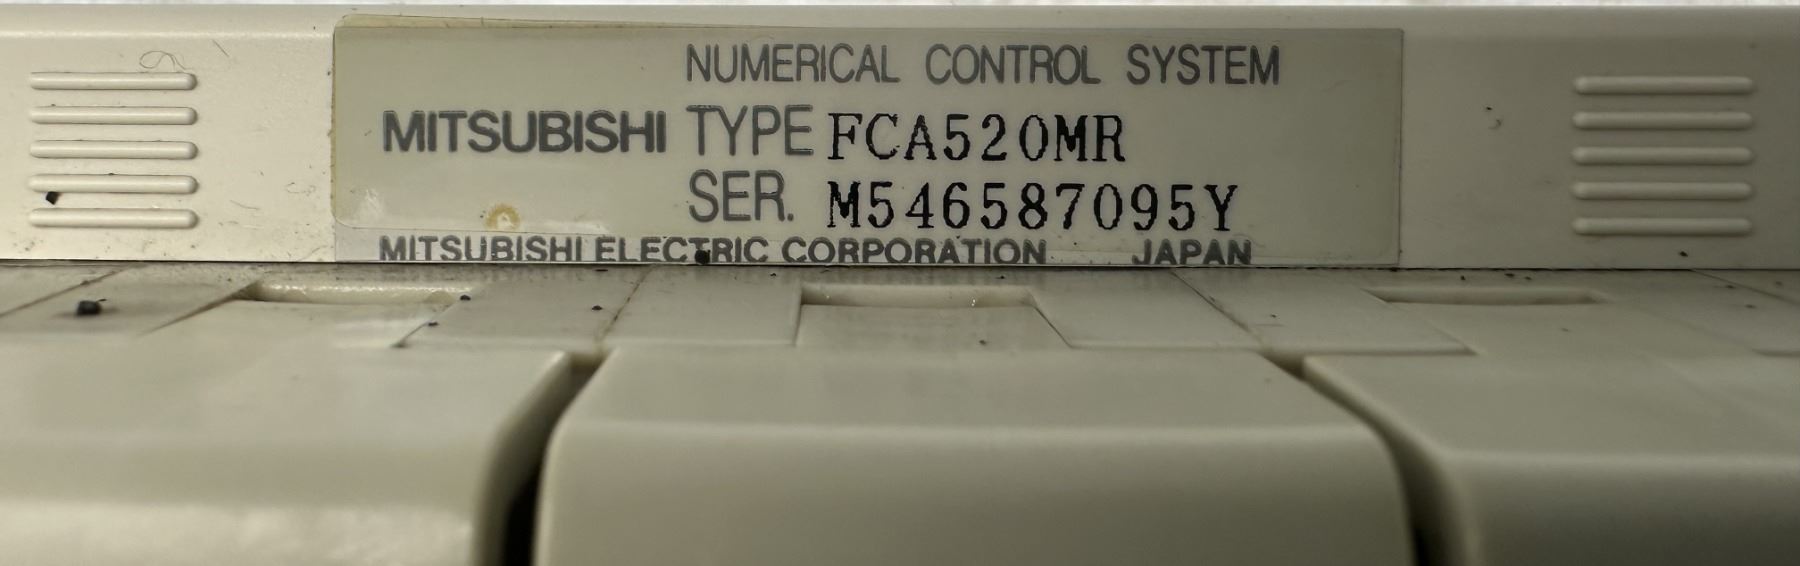 NUMERICAL CONTROL SYSTEM
MITSUBISHI TYPE FCA520MR
SER. M546587095Y
MITSUBISHI ELECTRIC CORPORATION JAPAN